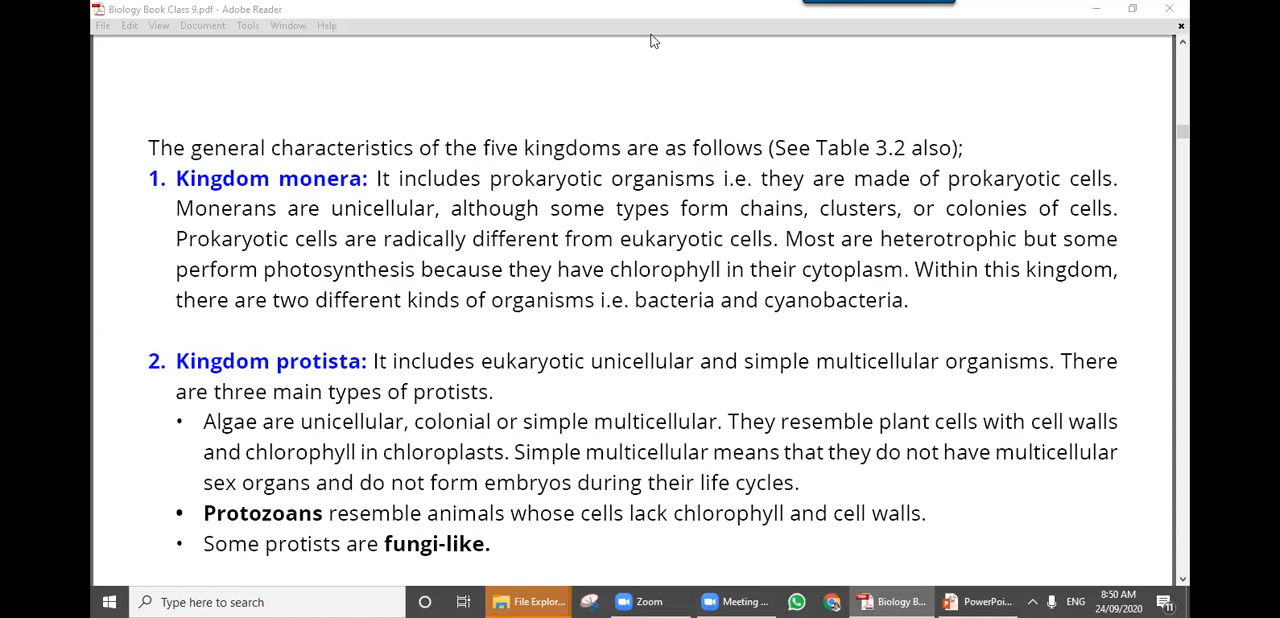 Biology Book Class 9.pdf - Adobe Reader
File Edit View Document Tools Window Help
The general characteristics of the five kingdoms are as follows (See Table 3.2 also);
1. Kingdom monera: It includes prokaryotic organisms i.e. they are made of prokaryotic cells.
Monerans are unicellular, although some types form chains, clusters, or colonies of cells.
Prokaryotic cells are radically different from eukaryotic cells. Most are heterotrophic but some
perform photosynthesis because they have chlorophyll in their cytoplasm. Within this kingdom,
there are two different kinds of organisms i.e. bacteria and cyanobacteria.
2. Kingdom protista: It includes eukaryotic unicellular and simple multicellular organisms. There
are three main types of protists.
• Algae are unicellular, colonial or simple multicellular. They resemble plant cells with cell walls
and chlorophyll in chloroplasts. Simple multicellular means that they do not have multicellular
sex organs and do not form embryos during their life cycles.
• Protozoans resemble animals whose cells lack chlorophyll and cell walls.
• Some protists are fungi-like.
Type here to search File Explor... Zoom Meeting ... Biology B... PowerPoi... ENG 8:50 AM
24/09/2020 11